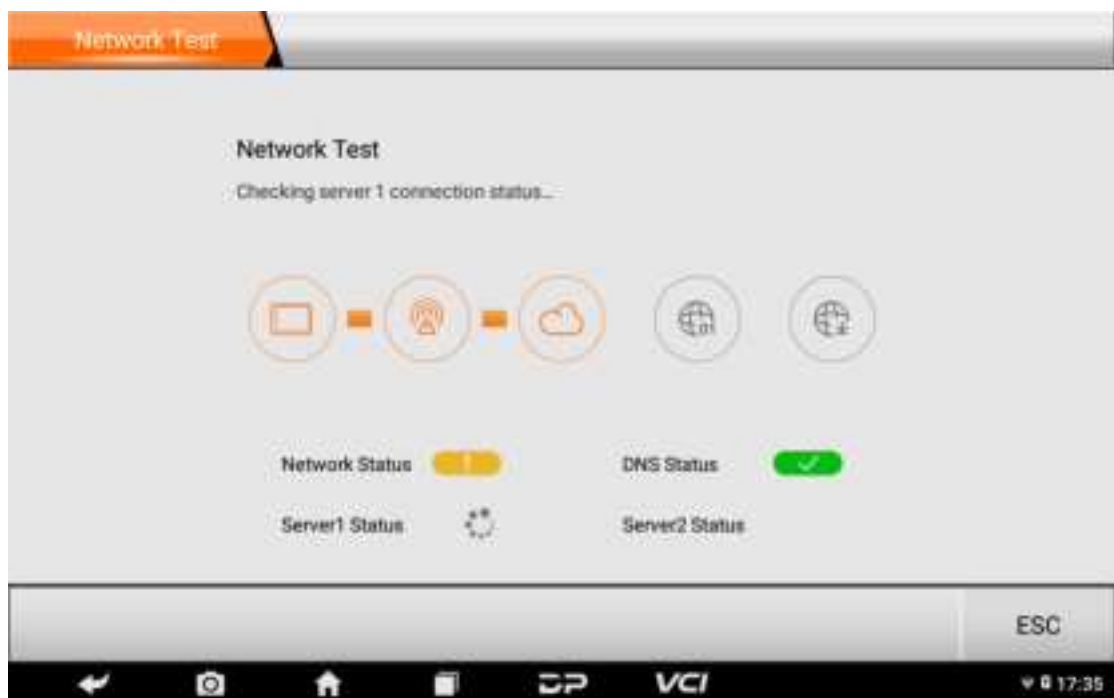 Network Test
Network Test
Checking server 1 connection status...
Network Status
DNS Status
Server1 Status
Server2 Status
ESC
DP
VCI
17:35